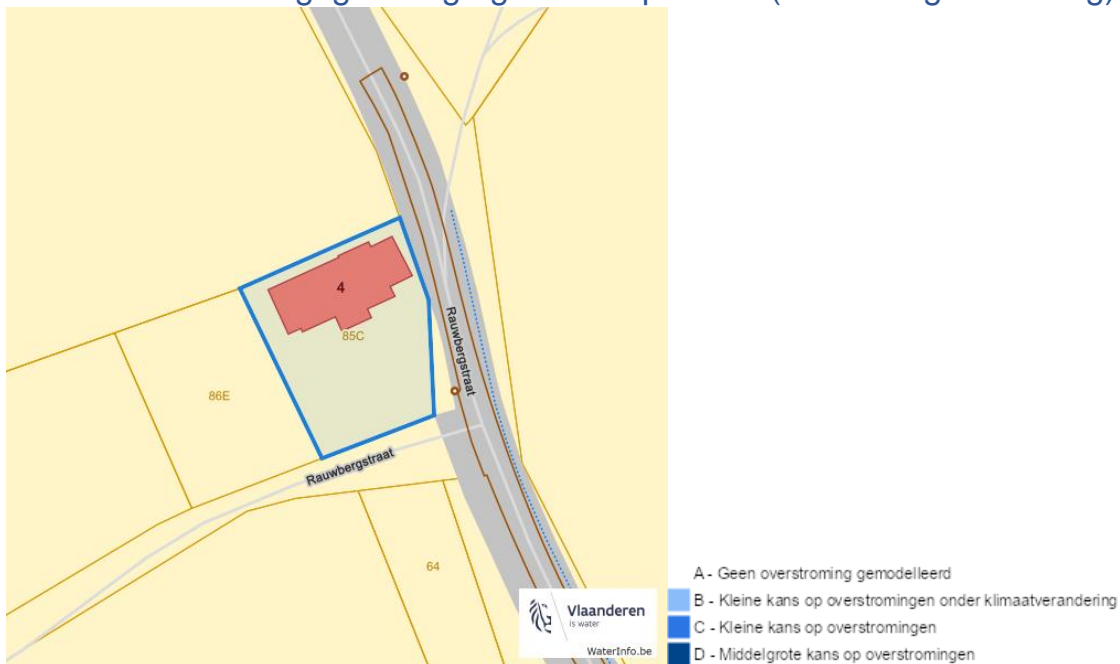 4
85C
86E
Rauwbergstraat
Rauwbergstraat
64
Vlaanderen
is water
WaterInfo.be
A - Geen overstroming gemodelleerd
B - Kleine kans op overstromingen onder klimaatverandering
C - Kleine kans op overstromingen
D - Middelgrote kans op overstromingen